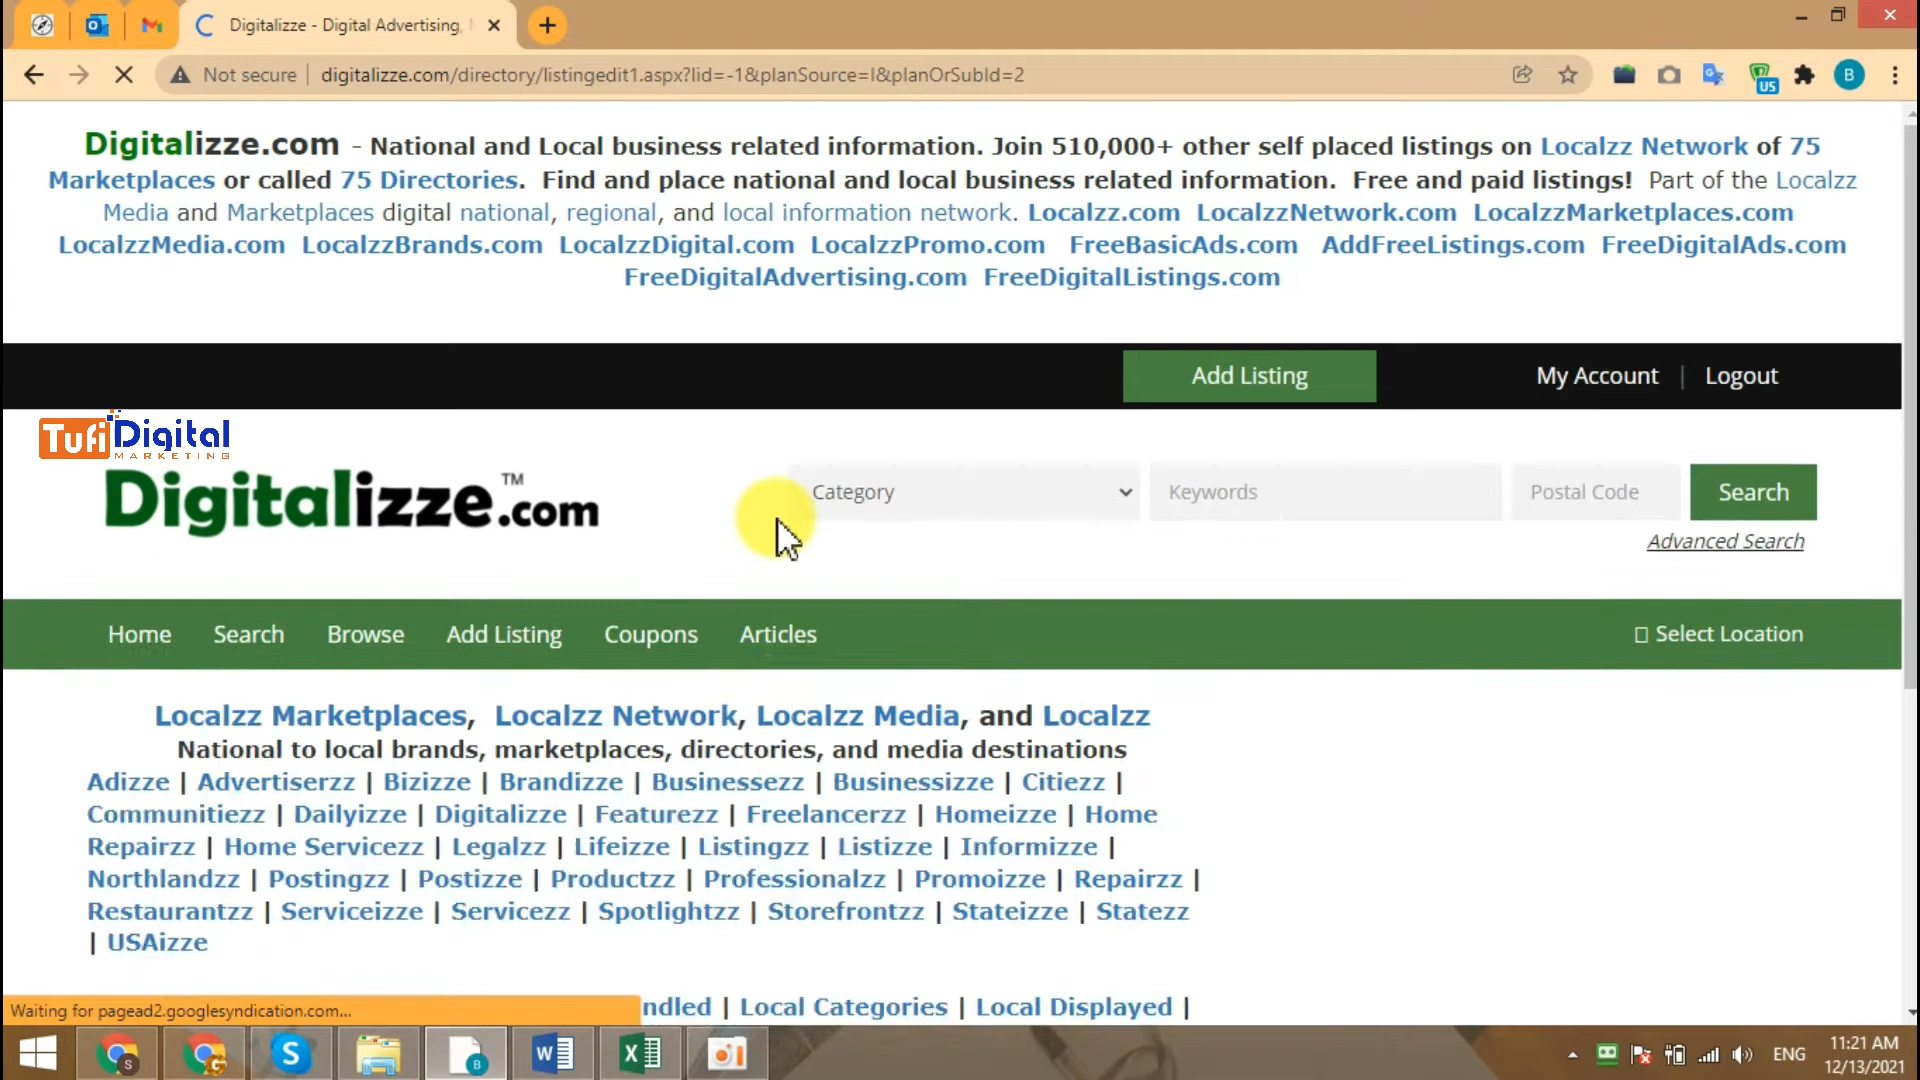 Digitalizze - Digital Advertising,
Not secure | digitalizze.com/directory/listingedit1.aspx?lid=-1&planSource=I&planOrSubId=2
US
B
Digitalizze.com - National and Local business related information. Join 510,000+ other self placed listings on Localzz Network of 75
Marketplaces or called 75 Directories. Find and place national and local business related information. Free and paid listings! Part of the Localzz
Media and Marketplaces digital national, regional, and local information network. Localzz.com LocalzzNetwork.com LocalzzMarketplaces.com
LocalzzMedia.com LocalzzBrands.com LocalzzDigital.com LocalzzPromo.com FreeBasicAds.com AddFreeListings.com FreeDigitalAds.com
FreeDigitalAdvertising.com FreeDigitalListings.com
Add Listing
My Account | Logout
Tufi Digital
MARKETING
Digitalizze.com™
Category
Keywords
Postal Code
Search
Advanced Search
Home Search Browse Add Listing Coupons Articles
Select Location
Localzz Marketplaces, Localzz Network, Localzz Media, and Localzz
National to local brands, marketplaces, directories, and media destinations
Adizze | Advertiserzz | Bizizze | Brandizze | Businessezz | Businessizze | Citiezz |
Communitiezz | Dailyizze | Digitalizze | Featurezz | Freelancerzz | Homeizze | Home
Repairzz | Home Servicezz | Legalzz | Lifeizze | Listingzz | Listizze | Informizze |
Northlandzz | Postingzz | Postizze | Productzz | Professionalzz | Promoizze | Repairzz |
Restaurantzz | Serviceizze | Servicezz | Spotlightzz | Storefrontzz | Stateizze | Statezz
| USAizze
Waiting for pagead2.googlesyndication.com...
ndled | Local Categories | Local Displayed |
S
G
S
B
ENG
11:21 AM
12/13/2021